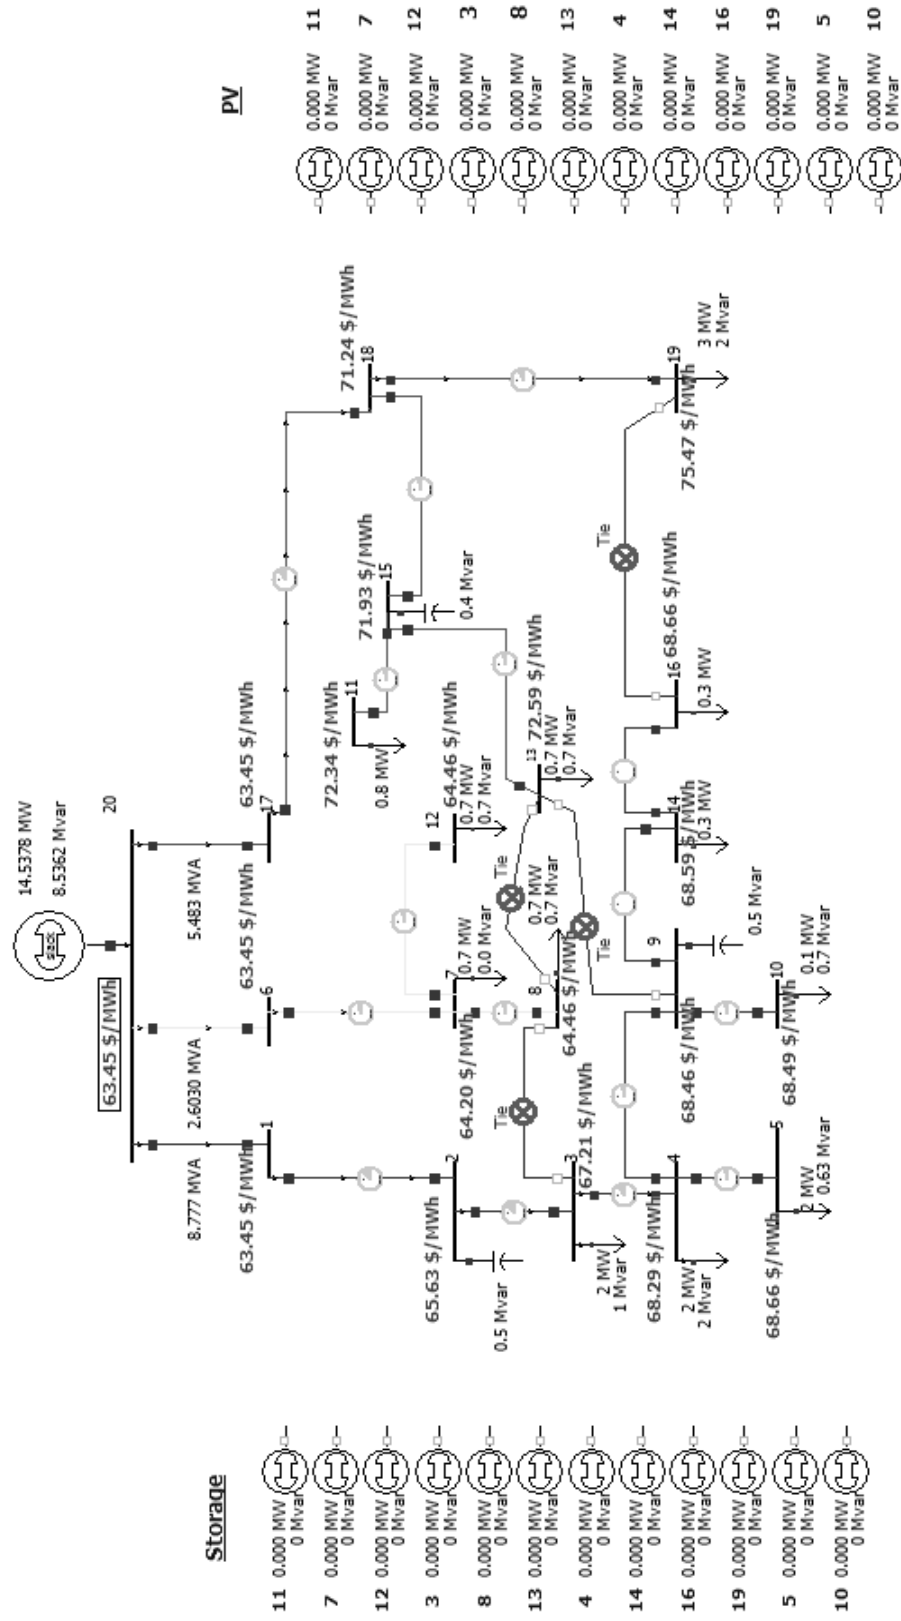 Storage
11 0.000 MW
0 Mvar
7 0.000 MW
0 Mvar
12 0.000 MW
0 Mvar
3 0.000 MW
0 Mvar
8 0.000 MW
0 Mvar
13 0.000 MW
0 Mvar
4 0.000 MW
0 Mvar
14 0.000 MW
0 Mvar
16 0.000 MW
0 Mvar
19 0.000 MW
0 Mvar
5 0.000 MW
0 Mvar
10 0.000 MW
0 Mvar
14.5378 MW
8.5362 Mvar
slack
63.45 $/MWh
20
8.777 MVA
2.6030 MVA
5.483 MVA
63.45 $/MWh
1
6
63.45 $/MWh
17
63.45 $/MWh
71.24 $/MWh
18
65.63 $/MWh
2
0.5 Mvar
64.20 $/MWh
7
0.7 MW
0.0 Mvar
12
64.46 $/MWh
0.7 MW
0.7 Mvar
72.34 $/MWh
11
0.8 MW
71.93 $/MWh
15
0.4 Mvar
Tie
3
67.21 $/MWh
2 MW
1 Mvar
8
64.46 $/MWh
0.7 MW
0.7 Mvar
Tie
Tie
13
72.59 $/MWh
0.7 MW
0.7 Mvar
68.29 $/MWh
4
2 MW
2 Mvar
68.46 $/MWh
9
0.5 Mvar
14
68.59 $/MWh
0.3 MW
16
68.66 $/MWh
0.3 MW
Tie
75.47 $/MWh
19
3 MW
2 Mvar
68.66 $/MWh
5
2 MW
0.63 Mvar
68.49 $/MWh
10
0.1 MW
0.7 Mvar
PV
0.000 MW 11
0 Mvar
0.000 MW 7
0 Mvar
0.000 MW 12
0 Mvar
0.000 MW 3
0 Mvar
0.000 MW 8
0 Mvar
0.000 MW 13
0 Mvar
0.000 MW 4
0 Mvar
0.000 MW 14
0 Mvar
0.000 MW 16
0 Mvar
0.000 MW 19
0 Mvar
0.000 MW 5
0 Mvar
0.000 MW 10
0 Mvar